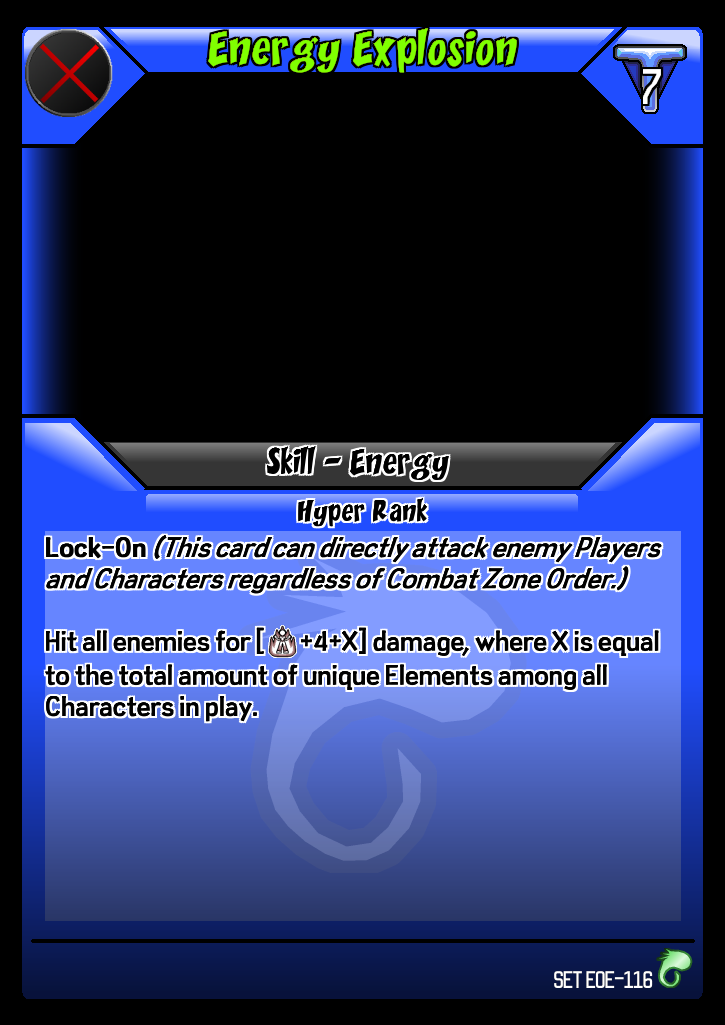 Energy Explosion
7
Skill - Energy
Hyper Rank
Lock-On (This card can directly attack enemy Players
and Characters regardless of Combat Zone Order.)
Hit all enemies for [ +4+X] damage, where X is equal
to the total amount of unique Elements among all
Characters in play.
SET EOE-116